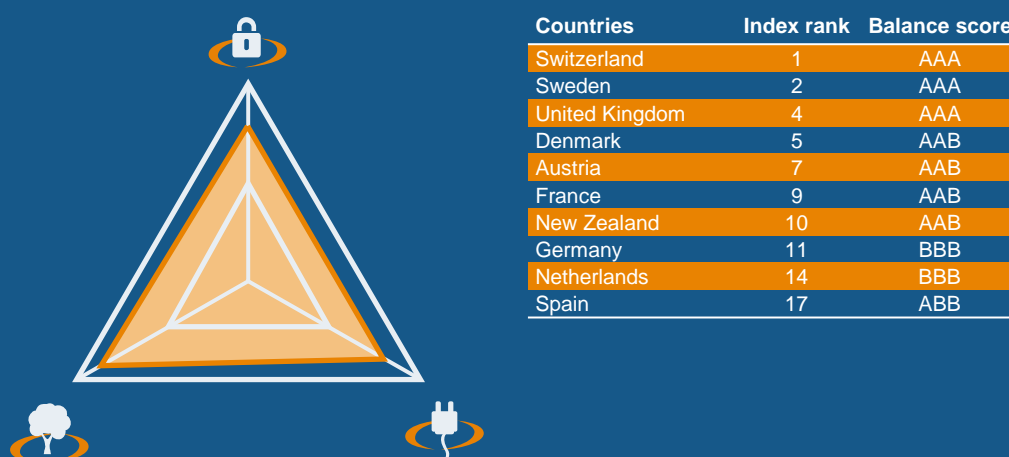 Countries Index rank Balance score
Switzerland 1 AAA
Sweden 2 AAA
United Kingdom 4 AAA
Denmark 5 AAB
Austria 7 AAB
France 9 AAB
New Zealand 10 AAB
Germany 11 BBB
Netherlands 14 BBB
Spain 17 ABB